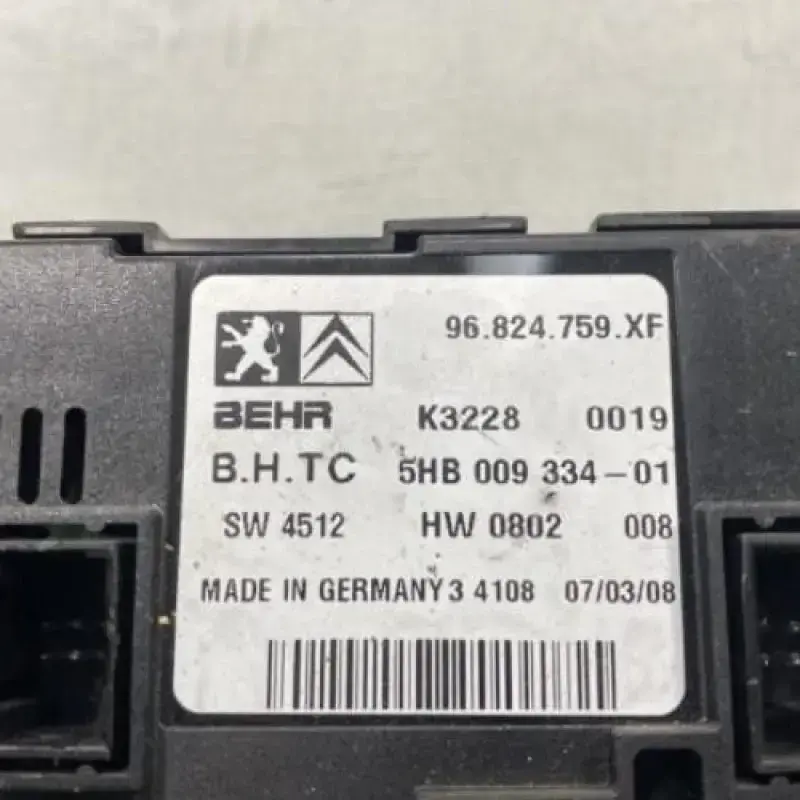 96.824.759.XF
BEHR K3228 0019
B.H.TC 5HB 009 334-01
SW 4512 HW 0802 008
MADE IN GERMANY 3 4108 07/03/08